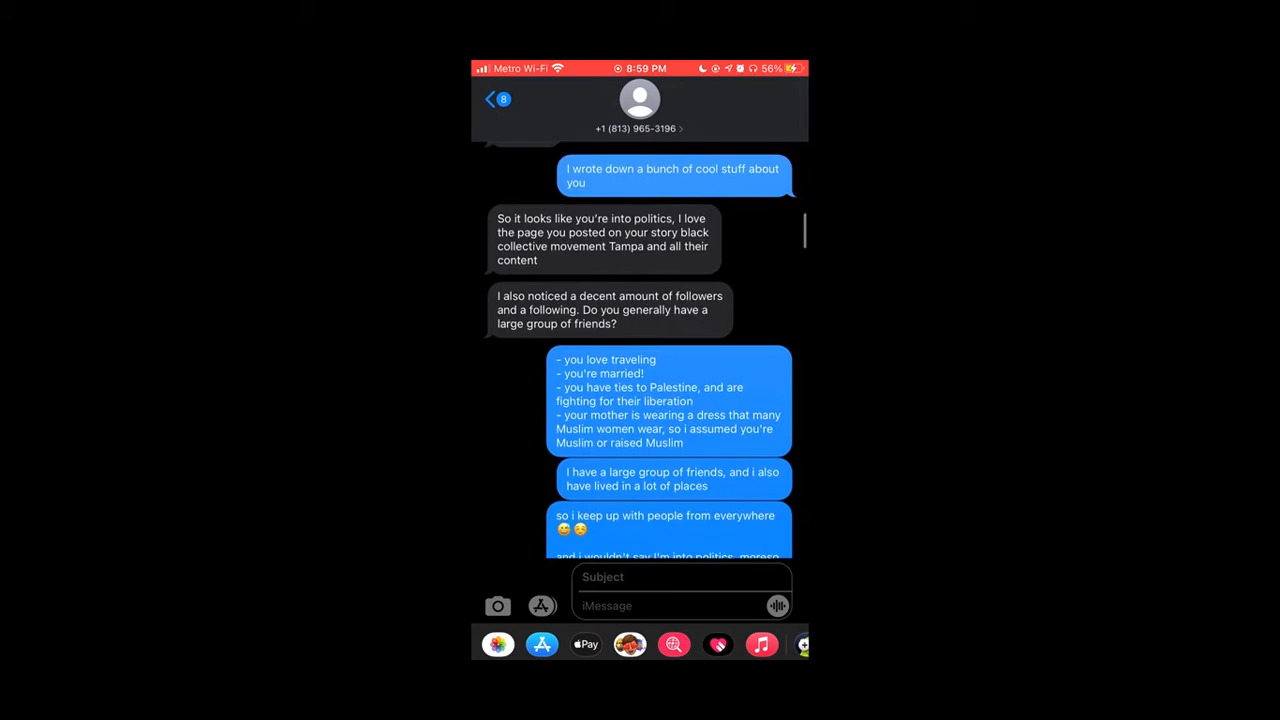 Metro Wi-Fi 8:59 PM 56%
8
+1 (813) 965-3196 >
I wrote down a bunch of cool stuff about
you
So it looks like you're into politics, I love
the page you posted on your story black
collective movement Tampa and all their
content
I also noticed a decent amount of followers
and a following. Do you generally have a
large group of friends?
- you love traveling
- you're married!
- you have ties to Palestine, and are
fighting for their liberation
- your mother is wearing a dress that many
Muslim women wear, so i assumed you're
Muslim or raised Muslim
I have a large group of friends, and i also
have lived in a lot of places
so i keep up with people from everywhere
😅 ☺️
and i wouldn't say I'm into politics, moreso
Subject
iMessage
Pay